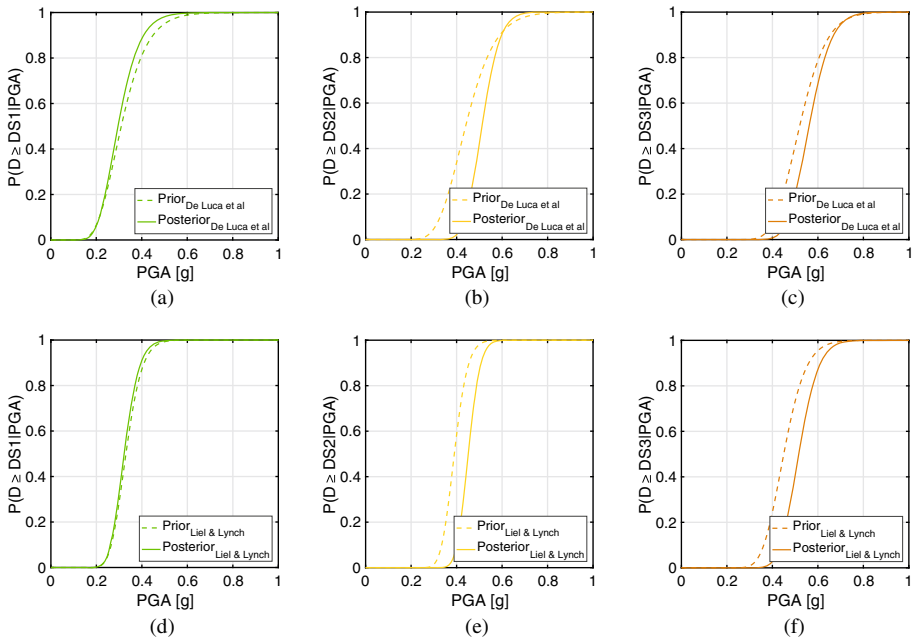 1
0.8
0.6
0.4
0.2
0
P(D ≥ DS1|PGA)
Prior De Luca et al
Posterior De Luca et al
0 0.2 0.4 0.6 0.8 1
PGA [g]
(a)
1
0.8
0.6
0.4
0.2
0
P(D ≥ DS2|PGA)
Prior De Luca et al
Posterior De Luca et al
0 0.2 0.4 0.6 0.8 1
PGA [g]
(b)
1
0.8
0.6
0.4
0.2
0
P(D ≥ DS3|PGA)
Prior De Luca et al
Posterior De Luca et al
0 0.2 0.4 0.6 0.8 1
PGA [g]
(c)
1
0.8
0.6
0.4
0.2
0
P(D ≥ DS1|PGA)
Prior Liel & Lynch
Posterior Liel & Lynch
0 0.2 0.4 0.6 0.8 1
PGA [g]
(d)
1
0.8
0.6
0.4
0.2
0
P(D ≥ DS2|PGA)
Prior Liel & Lynch
Posterior Liel & Lynch
0 0.2 0.4 0.6 0.8 1
PGA [g]
(e)
1
0.8
0.6
0.4
0.2
0
P(D ≥ DS3|PGA)
Prior Liel & Lynch
Posterior Liel & Lynch
0 0.2 0.4 0.6 0.8 1
PGA [g]
(f)